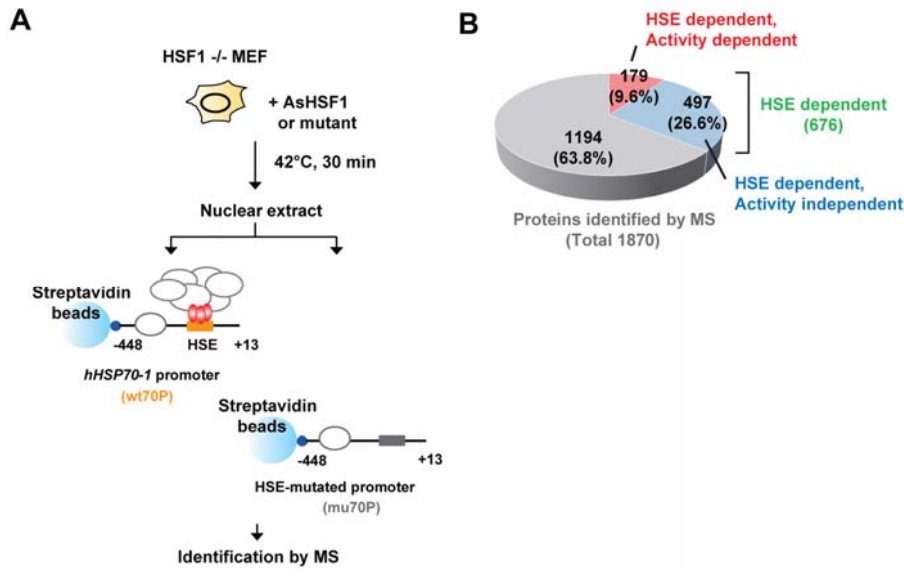 A
HSF1 -/- MEF
+ AsHSF1
or mutant
42°C, 30 min
Nuclear extract
Streptavidin
beads
-448
HSE
+13
hHSP70-1 promoter
(wt70P)
Streptavidin
beads
-448
+13
HSE-mutated promoter
(mu70P)
Identification by MS
B
HSE dependent,
Activity dependent
179
(9.6%)
497
(26.6%)
1194
(63.8%)
HSE dependent
(676)
HSE dependent,
Activity independent
Proteins identified by MS
(Total 1870)